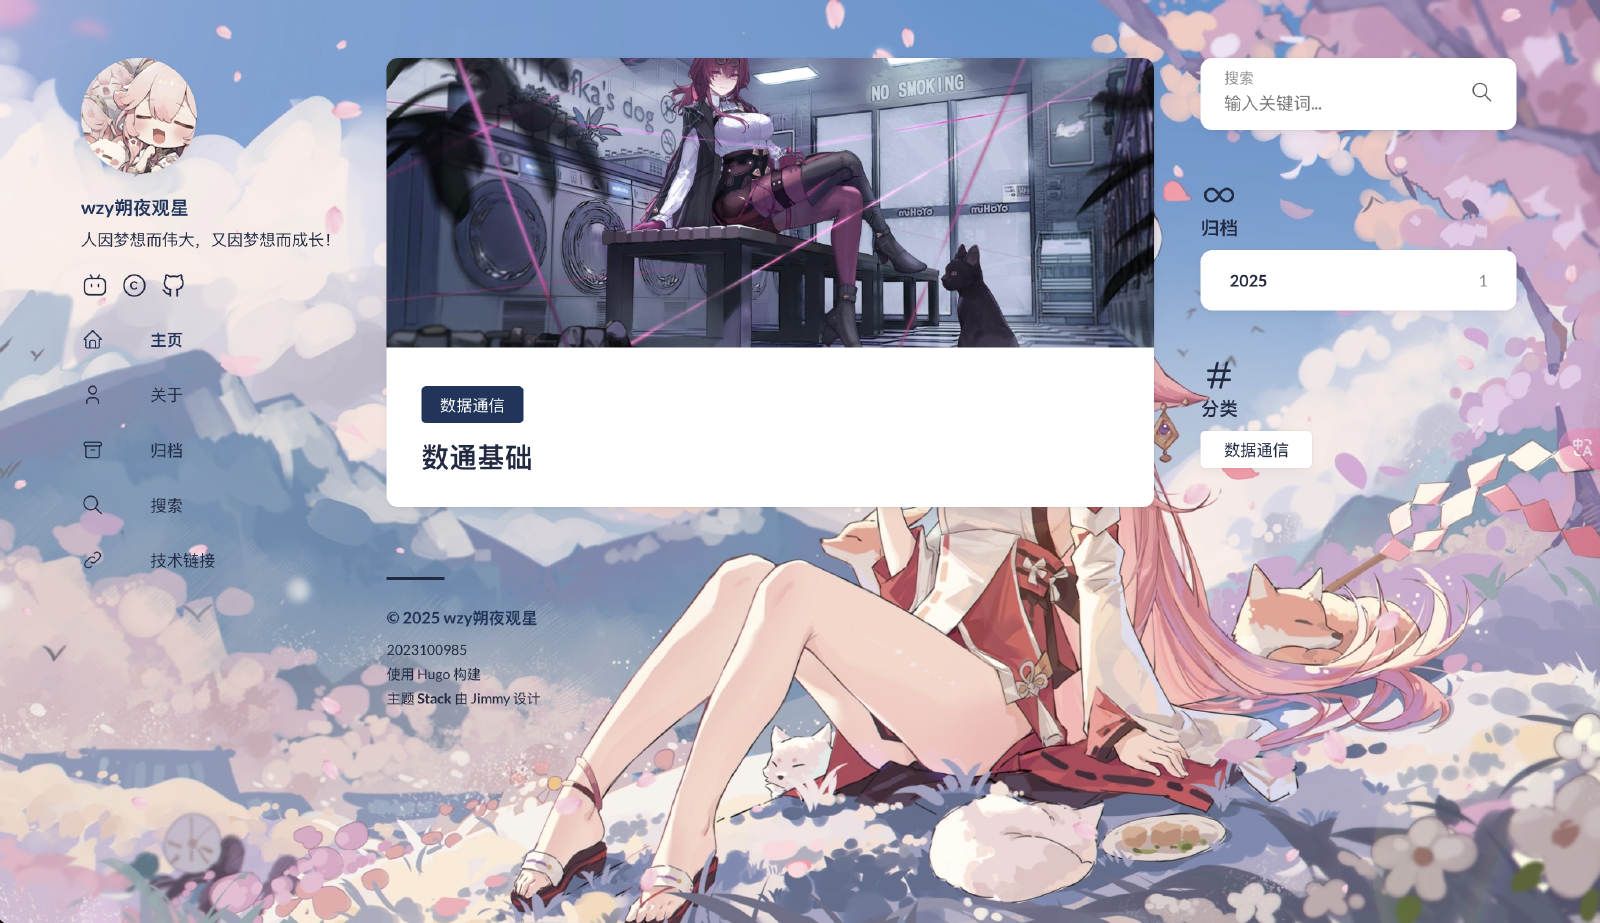 wzy朔夜观星
人因梦想而伟大，又因梦想而成长！
主页
关于
归档
搜索
技术链接
Kafka's dog
NO SMOKING
miHoYo
miHoYo
数据通信
数通基础
© 2025 wzy朔夜观星
2023100985
使用 Hugo 构建
主题 Stack 由 Jimmy 设计
搜索
输入关键词...
归档
2025
1
分类
数据通信